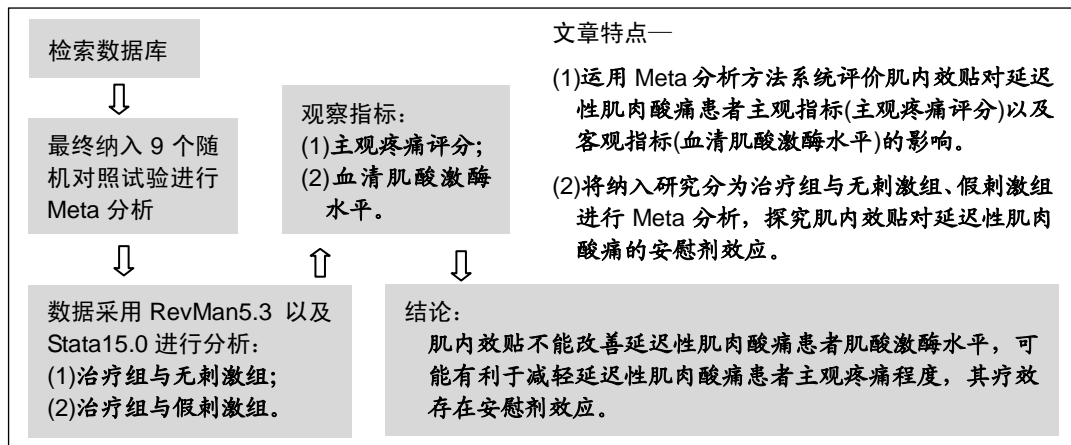 检索数据库
最终纳入 9 个随
机对照试验进行
Meta 分析
数据采用 RevMan5.3 以及
Stata15.0 进行分析：
(1)治疗组与无刺激组；
(2)治疗组与假刺激组。
观察指标：
(1)主观疼痛评分；
(2)血清肌酸激酶
水平。
结论：
肌内效贴不能改善延迟性肌肉酸痛患者肌酸激酶水平，可
能有利于减轻延迟性肌肉酸痛患者主观疼痛程度，其疗效
存在安慰剂效应。
文章特点—
(1)运用 Meta 分析方法系统评价肌内效贴对延迟
性肌肉酸痛患者主观指标(主观疼痛评分)以及
客观指标(血清肌酸激酶水平)的影响。
(2)将纳入研究分为治疗组与无刺激组、假刺激组
进行 Meta 分析，探究肌内效贴对延迟性肌肉
酸痛的安慰剂效应。